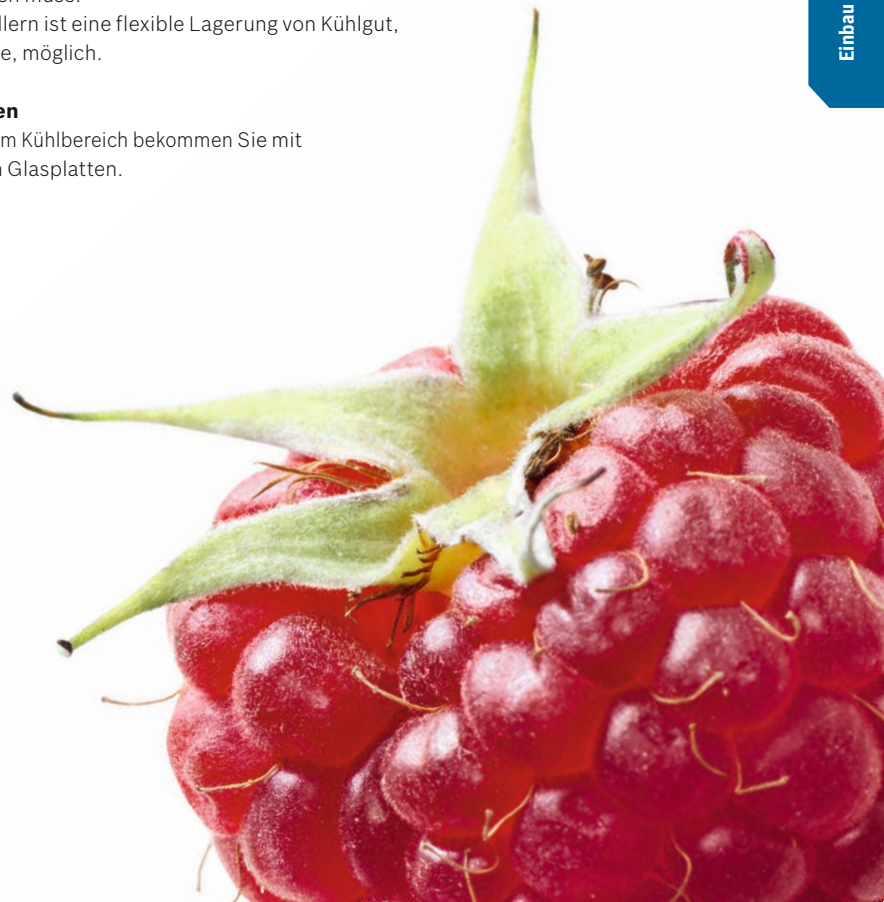 llern ist eine flexible Lagerung von Kühlgut,
e, möglich.
en
m Kühlbereich bekommen Sie mit
n Glasplatten.
Einbau